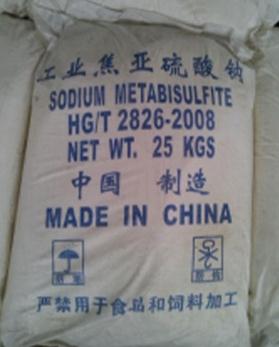 工业焦亚硫酸钠
SODIUM METABISULFITE
HG/T 2826-2008
NET WT. 25 KGS
中国 制造
MADE IN CHINA
严禁用于食品和饲料加工